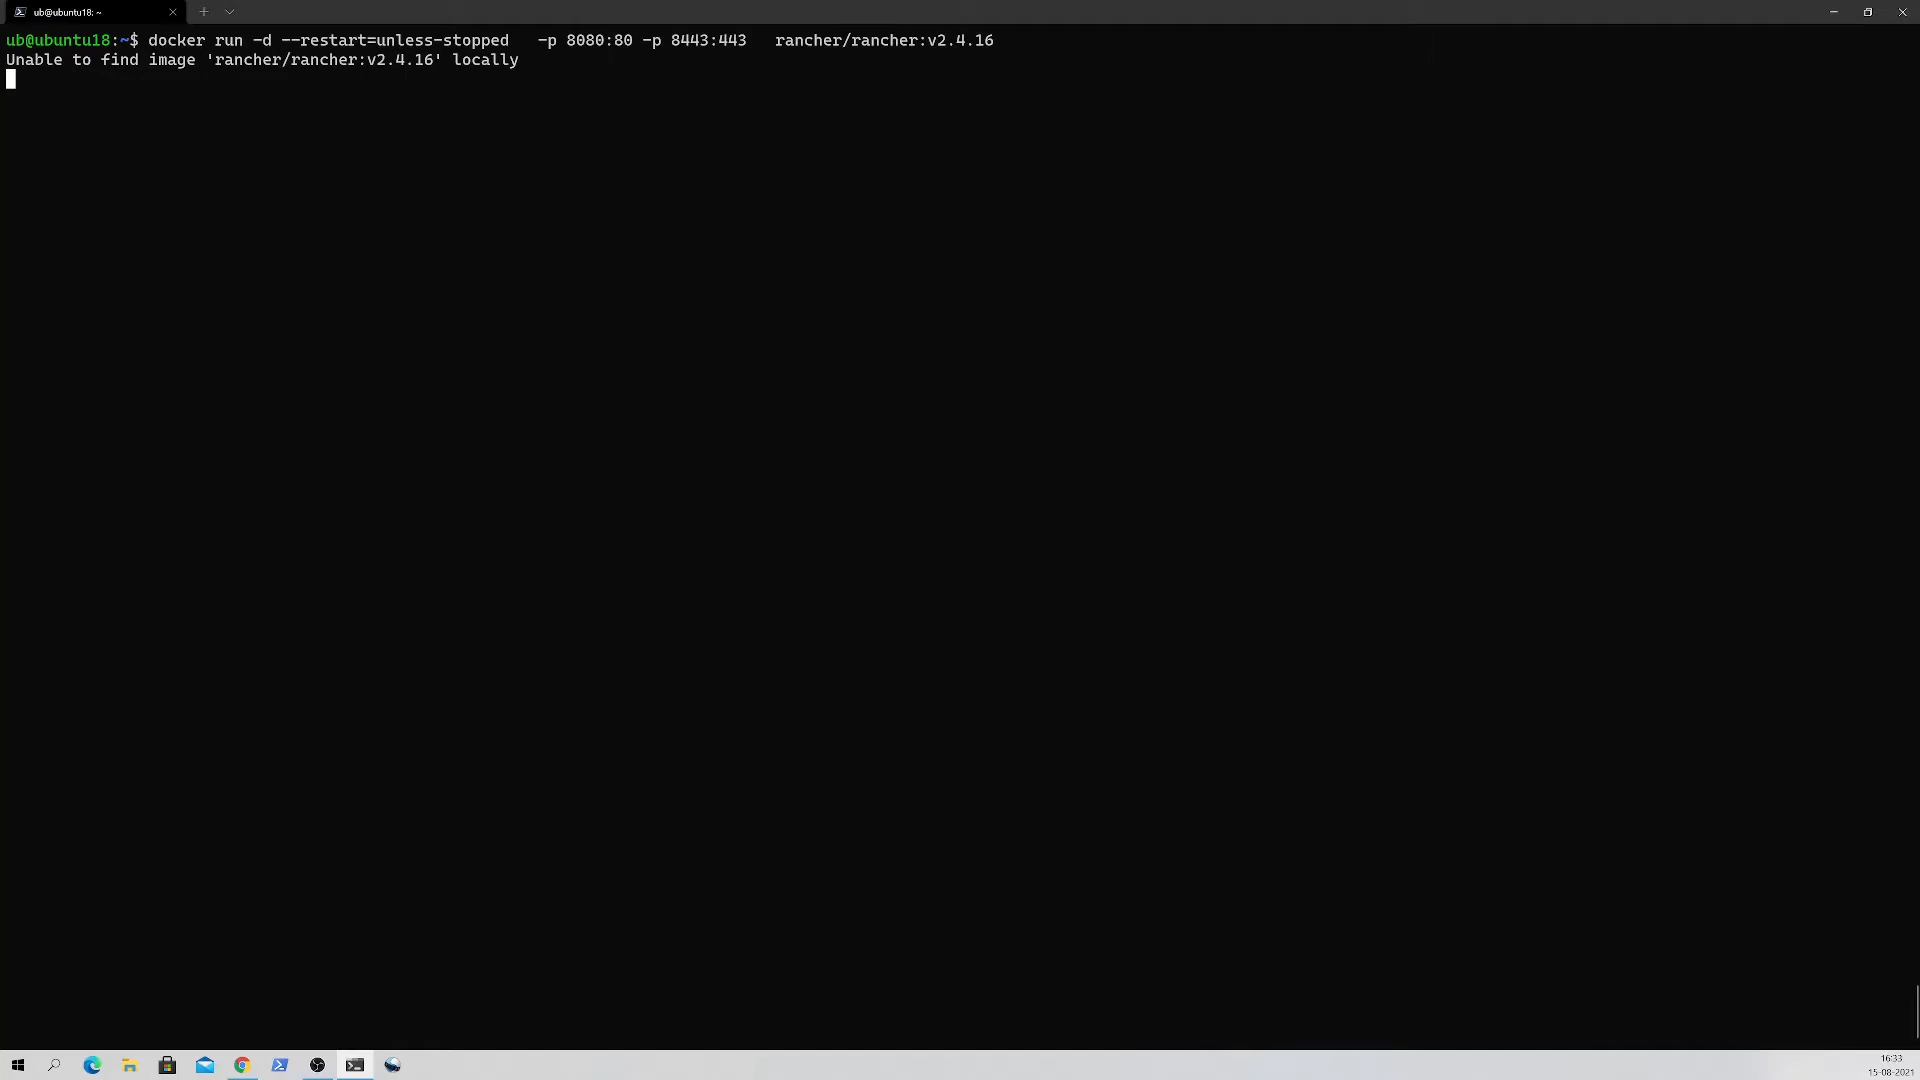 ub@ubuntu18: ~
ub@ubuntu18:~$ docker run -d --restart=unless-stopped   -p 8080:80 -p 8443:443   rancher/rancher:v2.4.16
Unable to find image 'rancher/rancher:v2.4.16' locally
16:33
15-08-2021